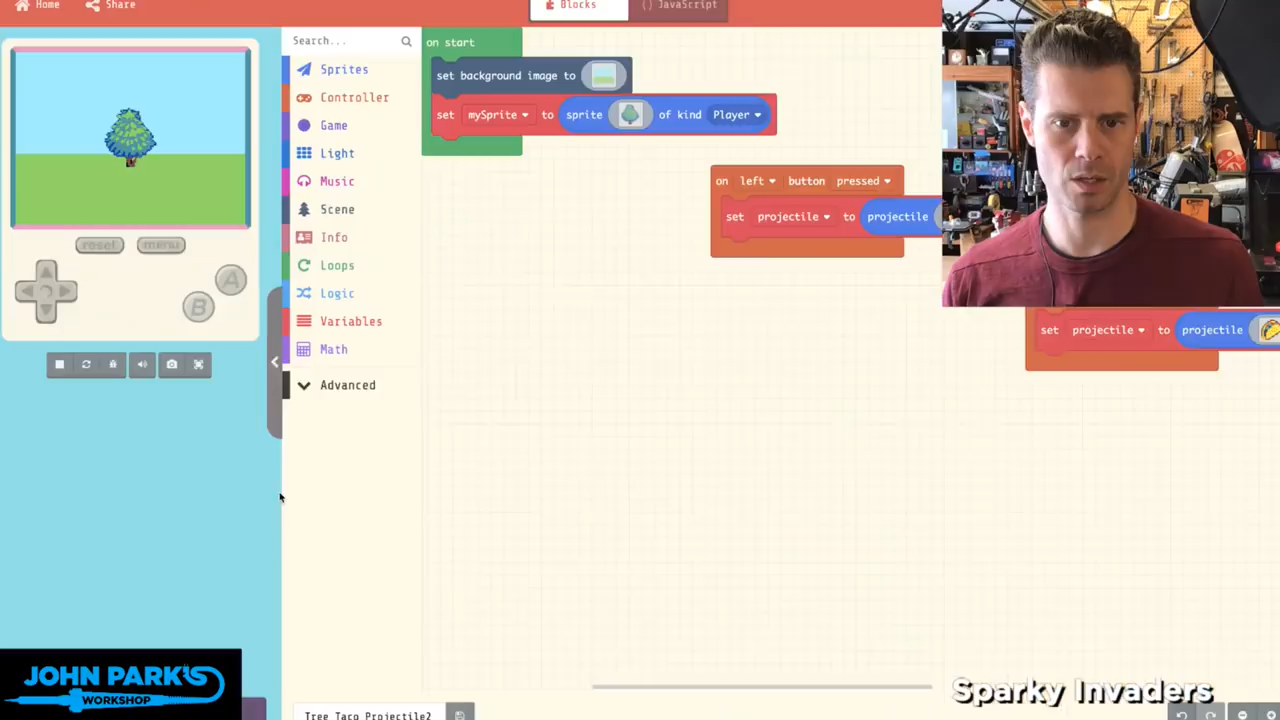 Home
Share
Blocks
JavaScript
Search...
Sprites
Controller
Game
Light
Music
Scene
Info
Loops
Logic
Variables
Math
Advanced
on start
set background image to
set mySprite to sprite of kind Player
on left button pressed
set projectile to projectile
set projectile to projectile
reset
menu
A
B
JOHN PARK'S
WORKSHOP
Tree Taco Projectile2
Sparky Invaders